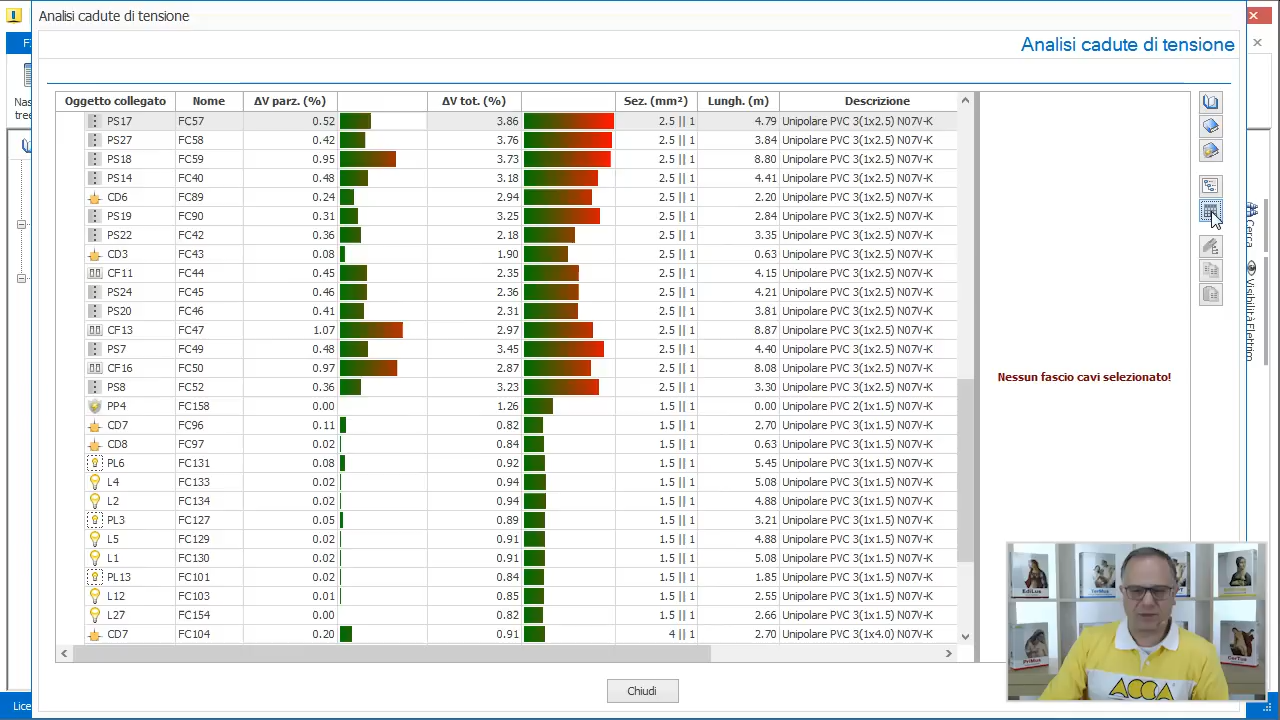 Analisi cadute di tensione
Analisi cadute di tensione
F
Nas
tree
Oggetto collegato Nome ΔV parz. (%) ΔV tot. (%) Sez. (mm²) Lungh. (m) Descrizione
PS17 FC57 0.52 3.86 2.5 || 1 4.79 Unipolare PVC 3(1x2.5) N07V-K
PS27 FC58 0.42 3.76 2.5 || 1 3.84 Unipolare PVC 3(1x2.5) N07V-K
PS18 FC59 0.95 3.73 2.5 || 1 8.80 Unipolare PVC 3(1x2.5) N07V-K
PS14 FC40 0.48 3.18 2.5 || 1 4.41 Unipolare PVC 3(1x2.5) N07V-K
CD6 FC89 0.24 2.94 2.5 || 1 2.20 Unipolare PVC 3(1x2.5) N07V-K
PS19 FC90 0.31 3.25 2.5 || 1 2.84 Unipolare PVC 3(1x2.5) N07V-K
PS22 FC42 0.36 2.18 2.5 || 1 3.35 Unipolare PVC 3(1x2.5) N07V-K
CD3 FC43 0.08 1.90 2.5 || 1 0.63 Unipolare PVC 3(1x2.5) N07V-K
CF11 FC44 0.45 2.35 2.5 || 1 4.15 Unipolare PVC 3(1x2.5) N07V-K
PS24 FC45 0.46 2.36 2.5 || 1 4.21 Unipolare PVC 3(1x2.5) N07V-K
PS20 FC46 0.41 2.31 2.5 || 1 3.81 Unipolare PVC 3(1x2.5) N07V-K
CF13 FC47 1.07 2.97 2.5 || 1 8.87 Unipolare PVC 3(1x2.5) N07V-K
PS7 FC49 0.48 3.45 2.5 || 1 4.40 Unipolare PVC 3(1x2.5) N07V-K
CF16 FC50 0.97 2.87 2.5 || 1 8.08 Unipolare PVC 3(1x2.5) N07V-K
PS8 FC52 0.36 3.23 2.5 || 1 3.30 Unipolare PVC 3(1x2.5) N07V-K
PP4 FC158 0.00 1.26 1.5 || 1 0.00 Unipolare PVC 2(1x1.5) N07V-K
CD7 FC96 0.11 0.82 1.5 || 1 2.70 Unipolare PVC 3(1x1.5) N07V-K
CD8 FC97 0.02 0.84 1.5 || 1 0.63 Unipolare PVC 3(1x1.5) N07V-K
PL6 FC131 0.08 0.92 1.5 || 1 5.45 Unipolare PVC 3(1x1.5) N07V-K
L4 FC133 0.02 0.94 1.5 || 1 5.08 Unipolare PVC 3(1x1.5) N07V-K
L2 FC134 0.02 0.94 1.5 || 1 4.88 Unipolare PVC 3(1x1.5) N07V-K
PL3 FC127 0.05 0.89 1.5 || 1 3.21 Unipolare PVC 3(1x1.5) N07V-K
L5 FC129 0.02 0.91 1.5 || 1 4.88 Unipolare PVC 3(1x1.5) N07V-K
L1 FC130 0.02 0.91 1.5 || 1 5.08 Unipolare PVC 3(1x1.5) N07V-K
PL13 FC101 0.02 0.84 1.5 || 1 1.85 Unipolare PVC 3(1x1.5) N07V-K
L12 FC103 0.01 0.85 1.5 || 1 2.55 Unipolare PVC 3(1x1.5) N07V-K
L27 FC154 0.00 0.82 1.5 || 1 2.66 Unipolare PVC 3(1x1.5) N07V-K
CD7 FC104 0.20 0.91 4 || 1 2.70 Unipolare PVC 3(1x4.0) N07V-K
Nessun fascio cavi selezionato!
Cerca
Visibilità Elettrim
EdiLus
PriMus
CerTus
ACCA
Chiudi
Lice